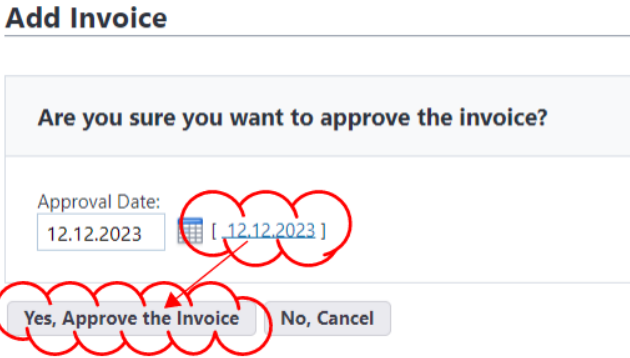 Add Invoice
Are you sure you want to approve the invoice?
Approval Date:
12.12.2023 [ 12.12.2023 ]
Yes, Approve the Invoice No, Cancel